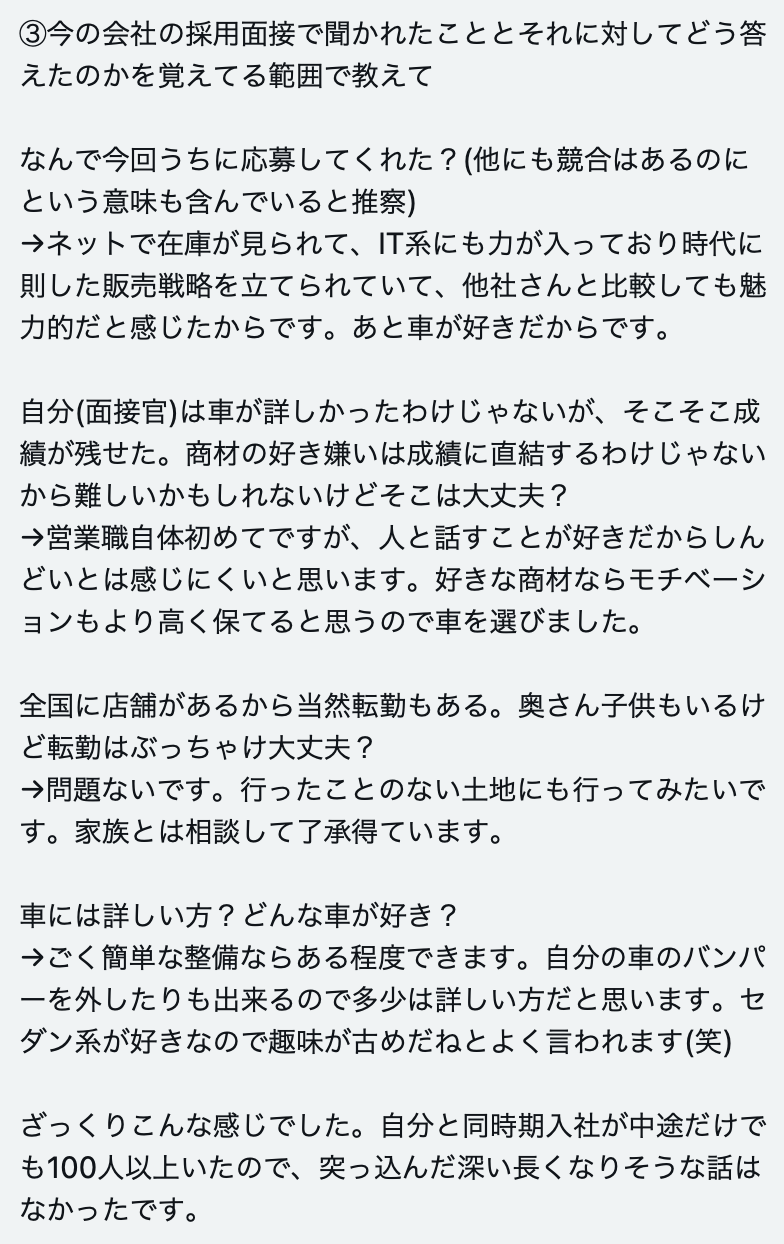 ③今の会社の採用面接で聞かれたこととそれに対してどう答
えたのかを覚えてる範囲で教えて
なんで今回うちに応募してくれた？(他にも競合はあるのに
という意味も含んでいると推察)
→ネットで在庫が見られて、IT系にも力が入っており時代に
則した販売戦略を立てられていて、他社さんと比較しても魅
力的だと感じたからです。あと車が好きだからです。
自分(面接官)は車が詳しかったわけじゃないが、そこそこ成
績が残せた。商材の好き嫌いは成績に直結するわけじゃない
から難しいかもしれないけどそこは大丈夫？
→営業職自体初めてですが、人と話すことが好きだからしん
どいとは感じにくいと思います。好きな商材ならモチベーシ
ョンもより高く保てると思うので車を選びました。
全国に店舗があるから当然転勤もある。奥さん子供もいるけ
ど転勤はぶっちゃけ大丈夫？
→問題ないです。行ったことのない土地にも行ってみたいで
す。家族とは相談して了承得ています。
車には詳しい方？どんな車が好き？
→ごく簡単な整備ならある程度できます。自分の車のバンパ
ーを外したりも出来るので多少は詳しい方だと思います。セ
ダン系が好きなので趣味が古めだねとよく言われます(笑)
ざっくりこんな感じでした。自分と同時期入社が中途だけで
も100人以上いたので、突っ込んだ深い長くなりそうな話は
なかったです。